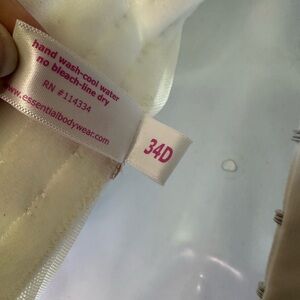 hand wash-cool water
no bleach-line dry
RN #114334
www.essentialbodywear.com
34D